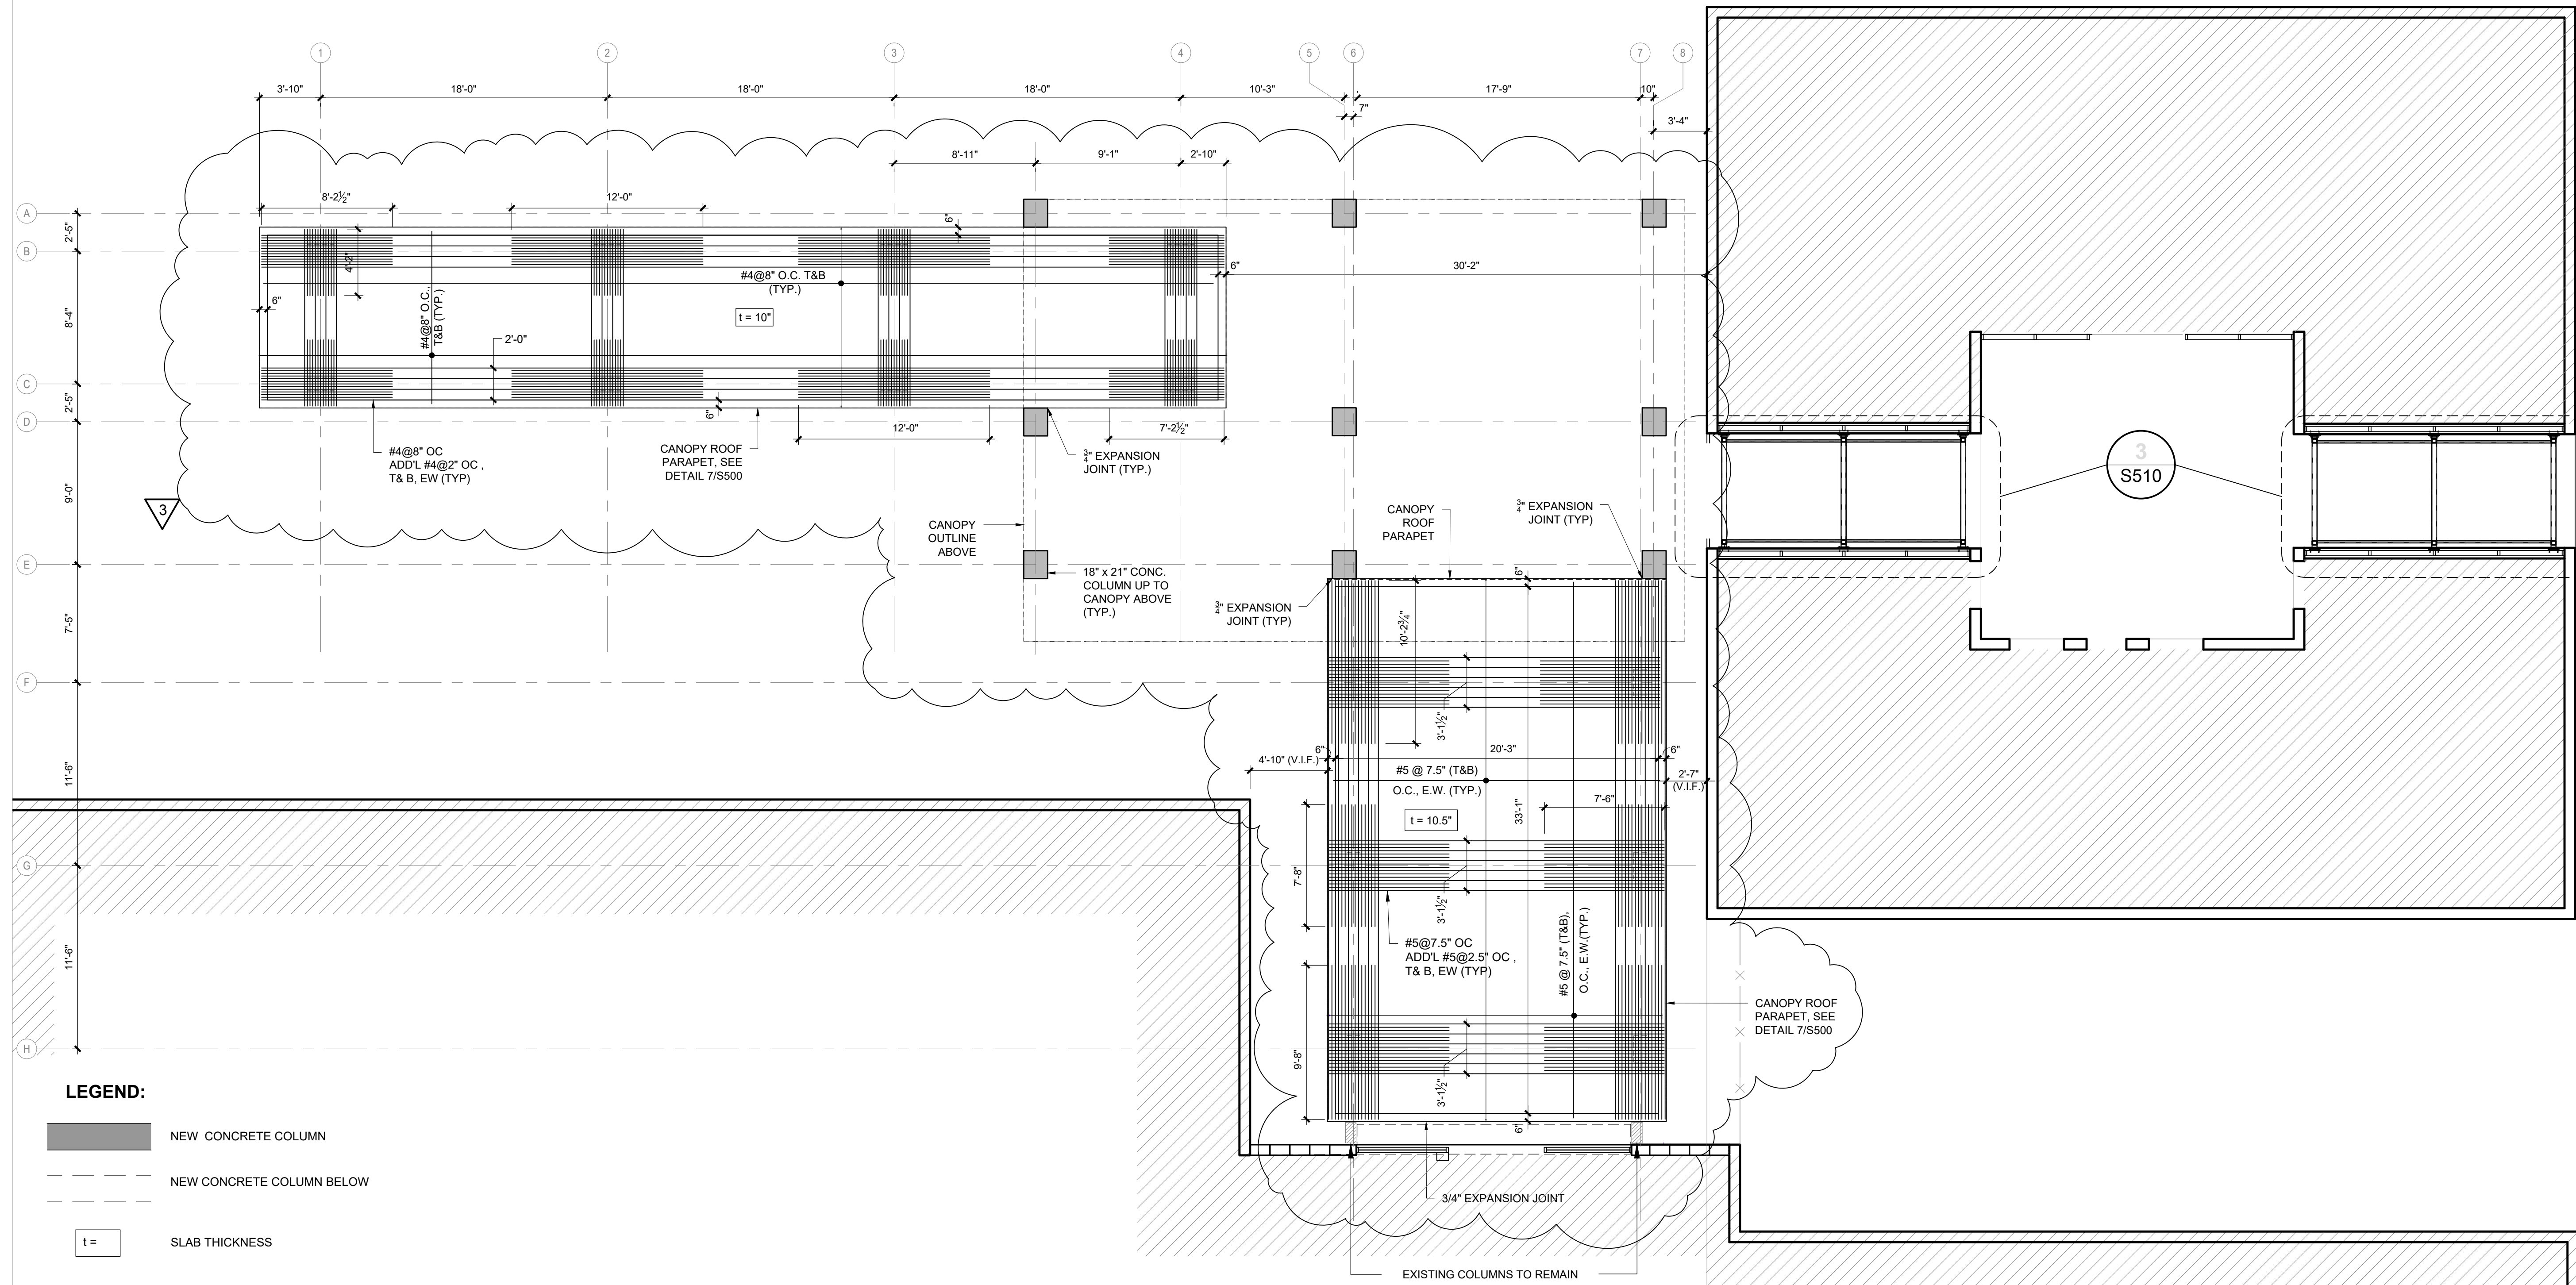 1
2
3
4
5
6
7
8
3'-10"
18'-0"
18'-0"
18'-0"
10'-3"
17'-9"
10"
7"
3'-4"
8'-11"
9'-1"
2'-10"
8'-2½"
12'-0"
A
2'-5"
B
8'-4"
C
2'-5"
D
9'-0"
E
7'-5"
F
11'-6"
G
11'-6"
H
6"
4'-2"
6"
#4@8" O.C.,
T&B (TYP.)
#4@8" O.C. T&B
(TYP.)
t = 10"
2'-0"
6"
30'-2"
6"
12'-0"
7'-2½"
#4@8" OC
ADD'L #4@2" OC ,
T& B, EW (TYP)
CANOPY ROOF
PARAPET, SEE
DETAIL 7/S500
¾" EXPANSION
JOINT (TYP.)
3
CANOPY
OUTLINE
ABOVE
18" x 21" CONC.
COLUMN UP TO
CANOPY ABOVE
(TYP.)
CANOPY
ROOF
PARAPET
¾" EXPANSION
JOINT (TYP)
¾" EXPANSION
JOINT (TYP)
3
S510
6"
10'-2¾"
3'-1½"
6"
20'-3"
6"
4'-10" (V.I.F.)
2'-7"
(V.I.F.)
#5 @ 7.5" (T&B)
O.C., E.W. (TYP.)
t = 10.5"
33'-1"
7'-6"
7'-8"
3'-1½"
#5@7.5" OC
ADD'L #5@2.5" OC ,
T& B, EW (TYP)
#5 @ 7.5" (T&B),
O.C., E.W.(TYP.)
CANOPY ROOF
PARAPET, SEE
DETAIL 7/S500
9'-8"
3'-1½"
6"
3/4" EXPANSION JOINT
EXISTING COLUMNS TO REMAIN
LEGEND:
NEW CONCRETE COLUMN
NEW CONCRETE COLUMN BELOW
t =
SLAB THICKNESS